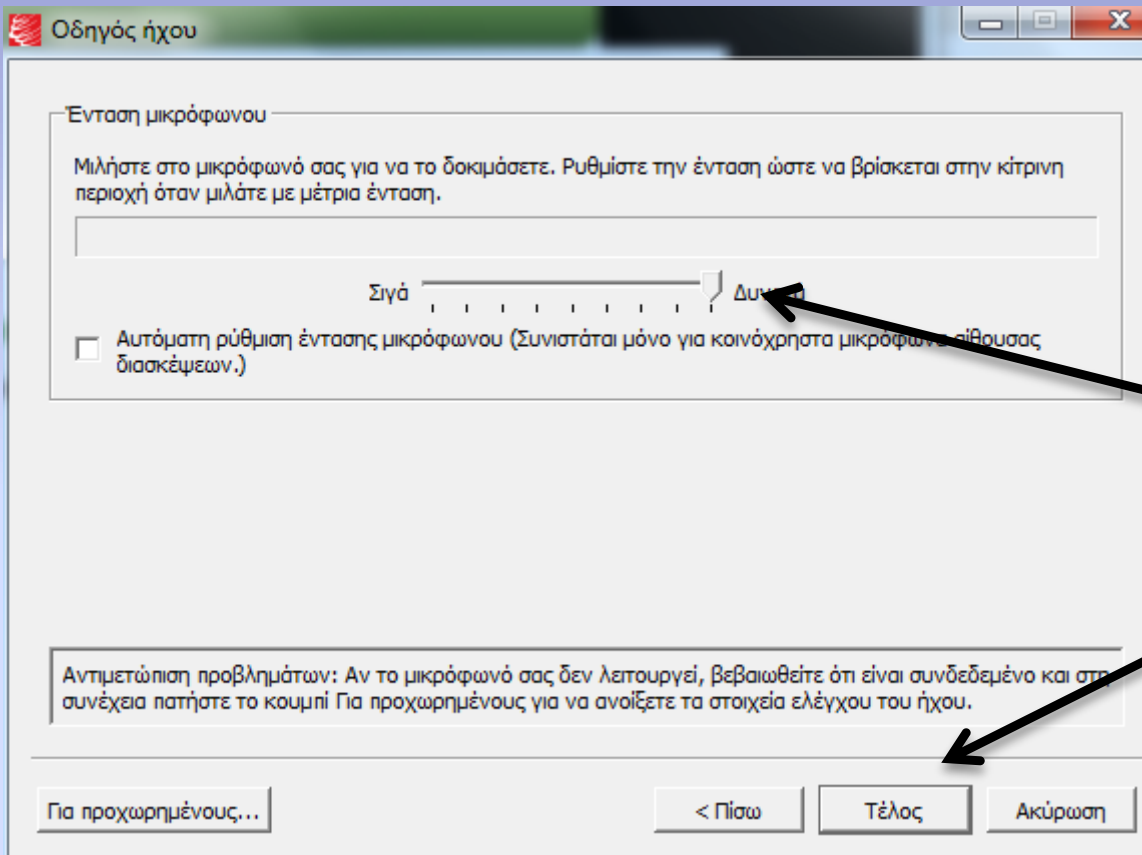 Οδηγός ήχου
Ένταση μικρόφωνου
Μιλήστε στο μικρόφωνό σας για να το δοκιμάσετε. Ρυθμίστε την ένταση ώστε να βρίσκεται στην κίτρινη
περιοχή όταν μιλάτε με μέτρια ένταση.
Σιγά
Αυτόματη ρύθμιση έντασης μικρόφωνου (Συνιστάται μόνο για κοινόχρηστα μικρόφωνα αίθουσας
διασκέψεων.)
Αντιμετώπιση προβλημάτων: Αν το μικρόφωνό σας δεν λειτουργεί, βεβαιωθείτε ότι είναι συνδεδεμένο και στη
συνέχεια πατήστε το κουμπί Για προχωρημένους για να ανοίξετε τα στοιχεία ελέγχου του ήχου.
Για προχωρημένους...
< Πίσω
Τέλος
Ακύρωση